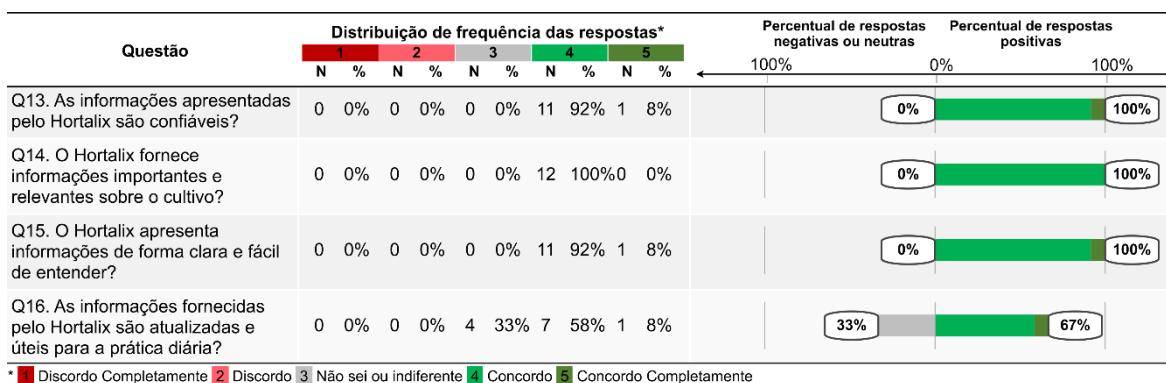 Questão
Distribuição de frequência das respostas*
Percentual de respostas negativas ou neutras
Percentual de respostas positivas
1 2 3 4 5
N % N % N % N % N %
100% 0% 100%
Q13. As informações apresentadas
pelo Hortalix são confiáveis?
0 0% 0 0% 0 0% 11 92% 1 8%
0% 100%
Q14. O Hortalix fornece
informações importantes e
relevantes sobre o cultivo?
0 0% 0 0% 0 0% 12 100% 0 0%
0% 100%
Q15. O Hortalix apresenta
informações de forma clara e fácil
de entender?
0 0% 0 0% 0 0% 11 92% 1 8%
0% 100%
Q16. As informações fornecidas
pelo Hortalix são atualizadas e
úteis para a prática diária?
0 0% 0 0% 4 33% 7 58% 1 8%
33% 67%
* 1 Discordo Completamente 2 Discordo 3 Não sei ou indiferente 4 Concordo 5 Concordo Completamente